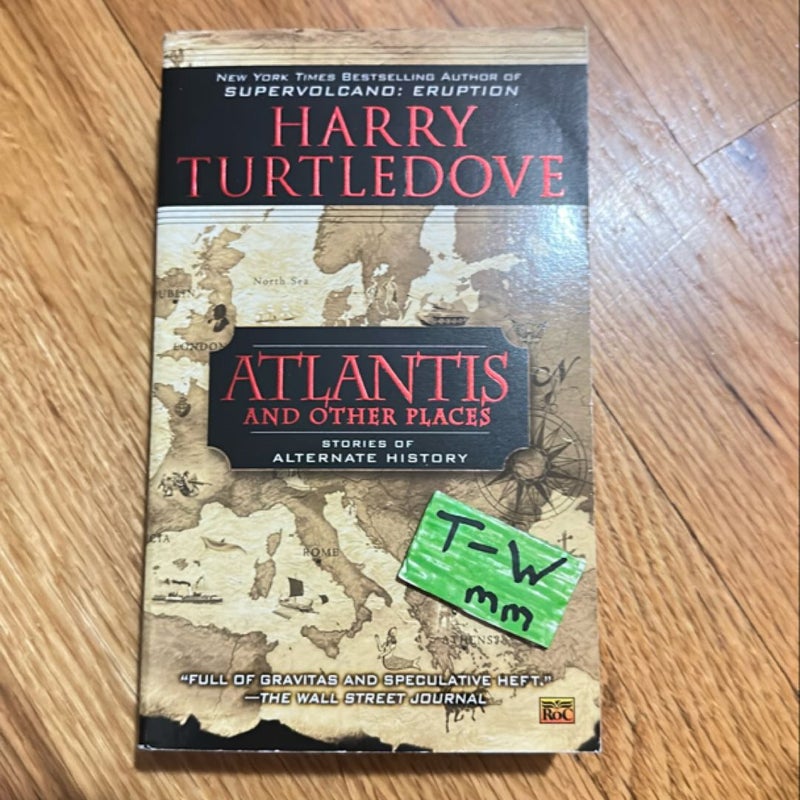 New York Times Bestselling Author of
SUPERVOLCANO: ERUPTION
HARRY
TURTLEDOVE
North Sea
LONDON
ATLANTIS
AND OTHER PLACES
STORIES OF
ALTERNATE HISTORY
T-W
mm
ROME
ATHENS
"FULL OF GRAVITAS AND SPECULATIVE HEFT."
—THE WALL STREET JOURNAL
ROC